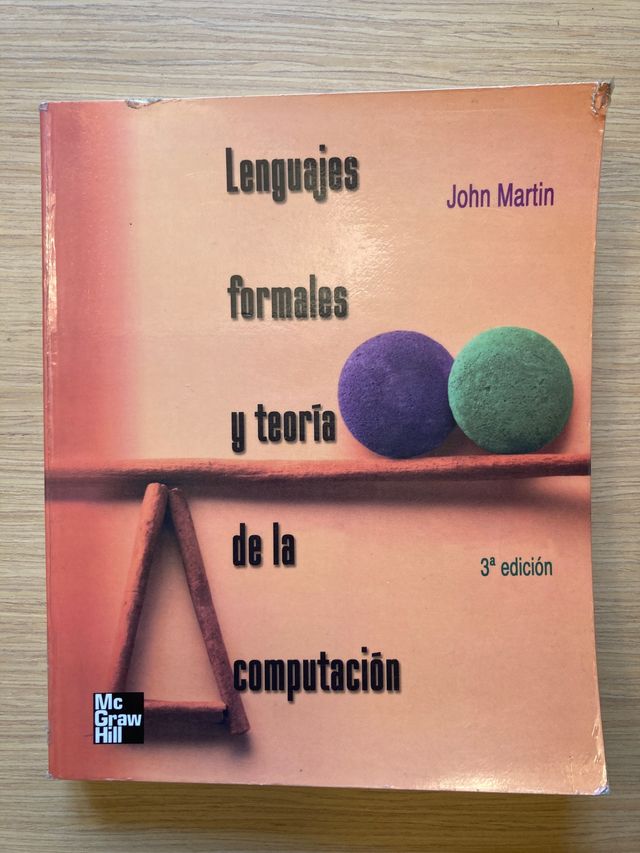 Lenguajes
John Martin
formales
y teoría
de la
3ª edición
computación
Mc
Graw
Hill